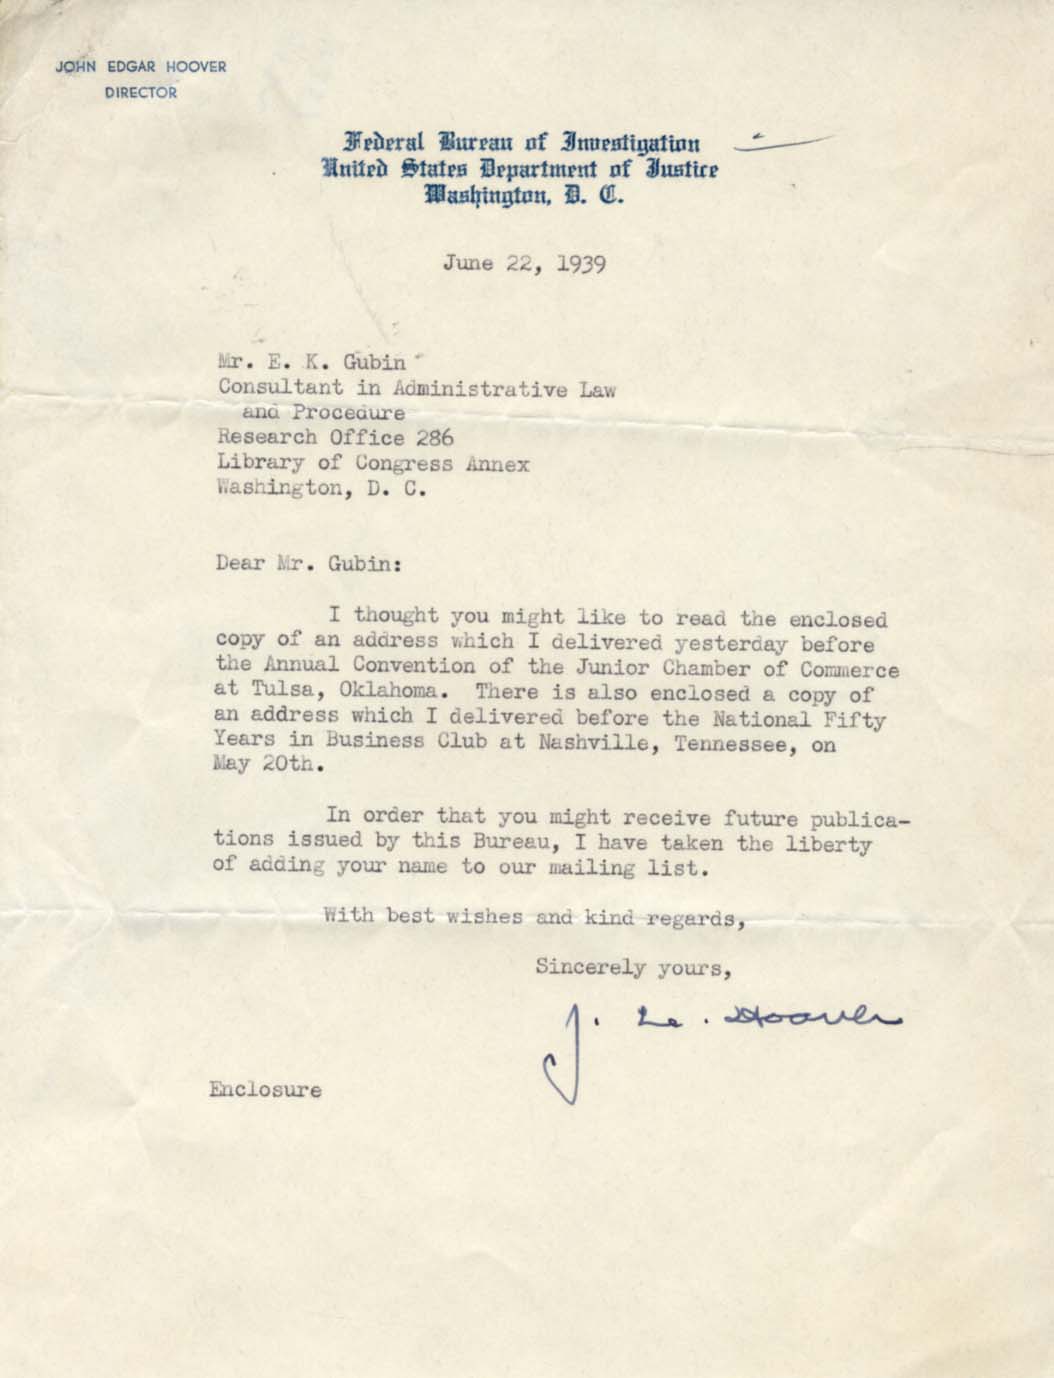 JOHN EDGAR HOOVER
DIRECTOR
Federal Bureau of Investigation
United States Department of Justice
Washington, D. C.
June 22, 1939
Mr. E. K. Gubin
Consultant in Administrative Law
and Procedure
Research Office 286
Library of Congress Annex
Washington, D. C.
Dear Mr. Gubin:
I thought you might like to read the enclosed
copy of an address which I delivered yesterday before
the Annual Convention of the Junior Chamber of Commerce
at Tulsa, Oklahoma. There is also enclosed a copy of
an address which I delivered before the National Fifty
Years in Business Club at Nashville, Tennessee, on
May 20th.
In order that you might receive future publica-
tions issued by this Bureau, I have taken the liberty
of adding your name to our mailing list.
With best wishes and kind regards,
Sincerely yours,
J. E. Hoover
Enclosure